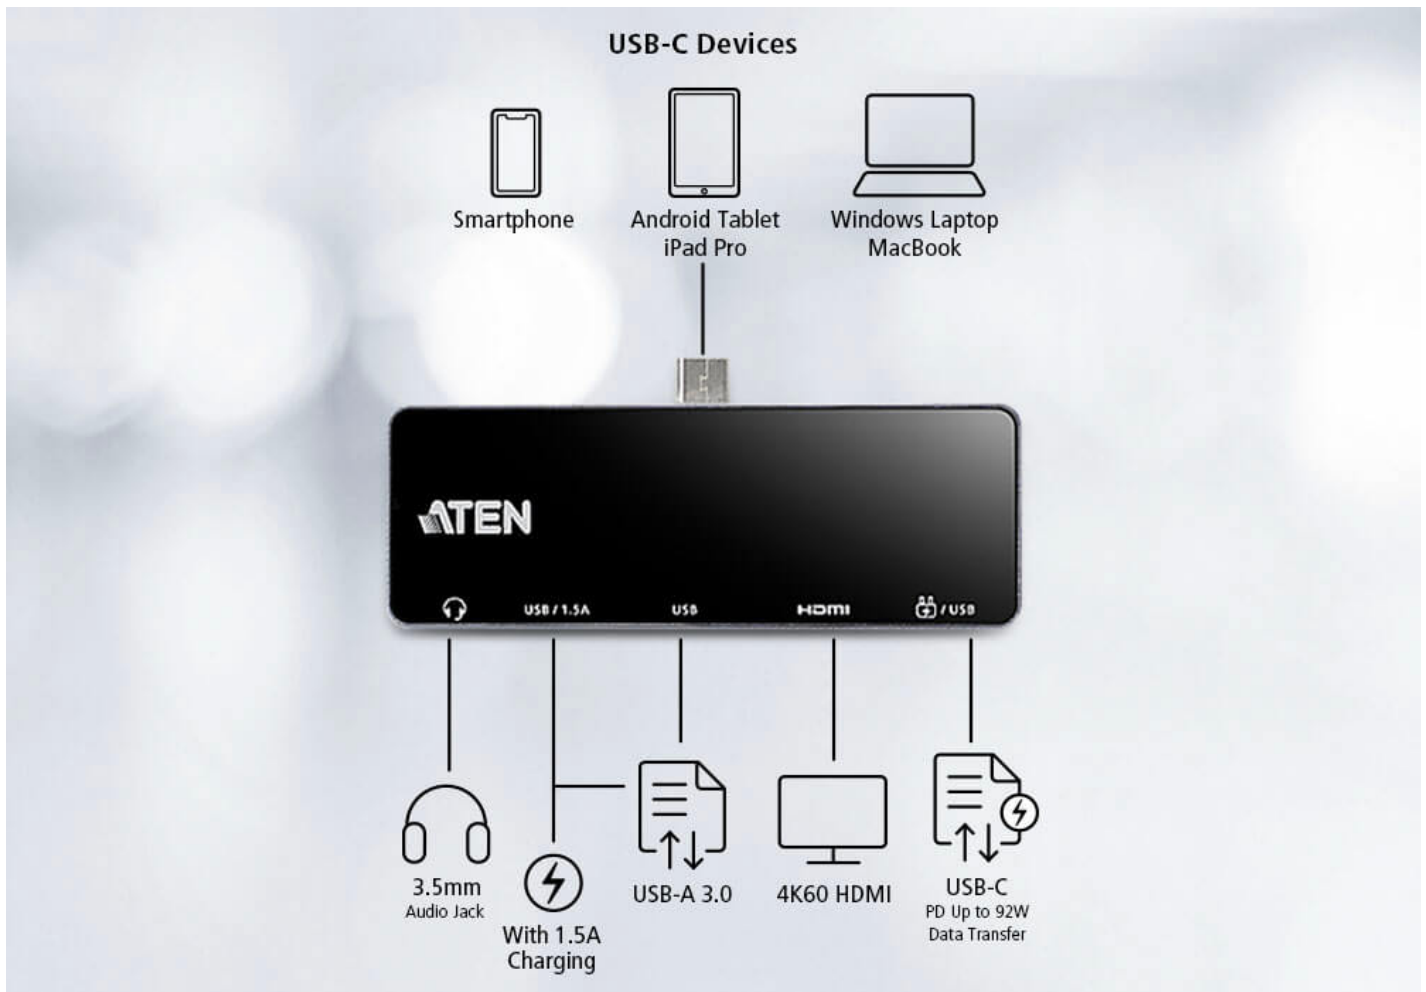 USB-C Devices
Smartphone
Android Tablet
iPad Pro
Windows Laptop
MacBook
ATEN
USB / 1.5A
USB
HDMI
/ USB
3.5mm
Audio Jack
With 1.5A
Charging
USB-A 3.0
4K60 HDMI
USB-C
PD Up to 92W
Data Transfer